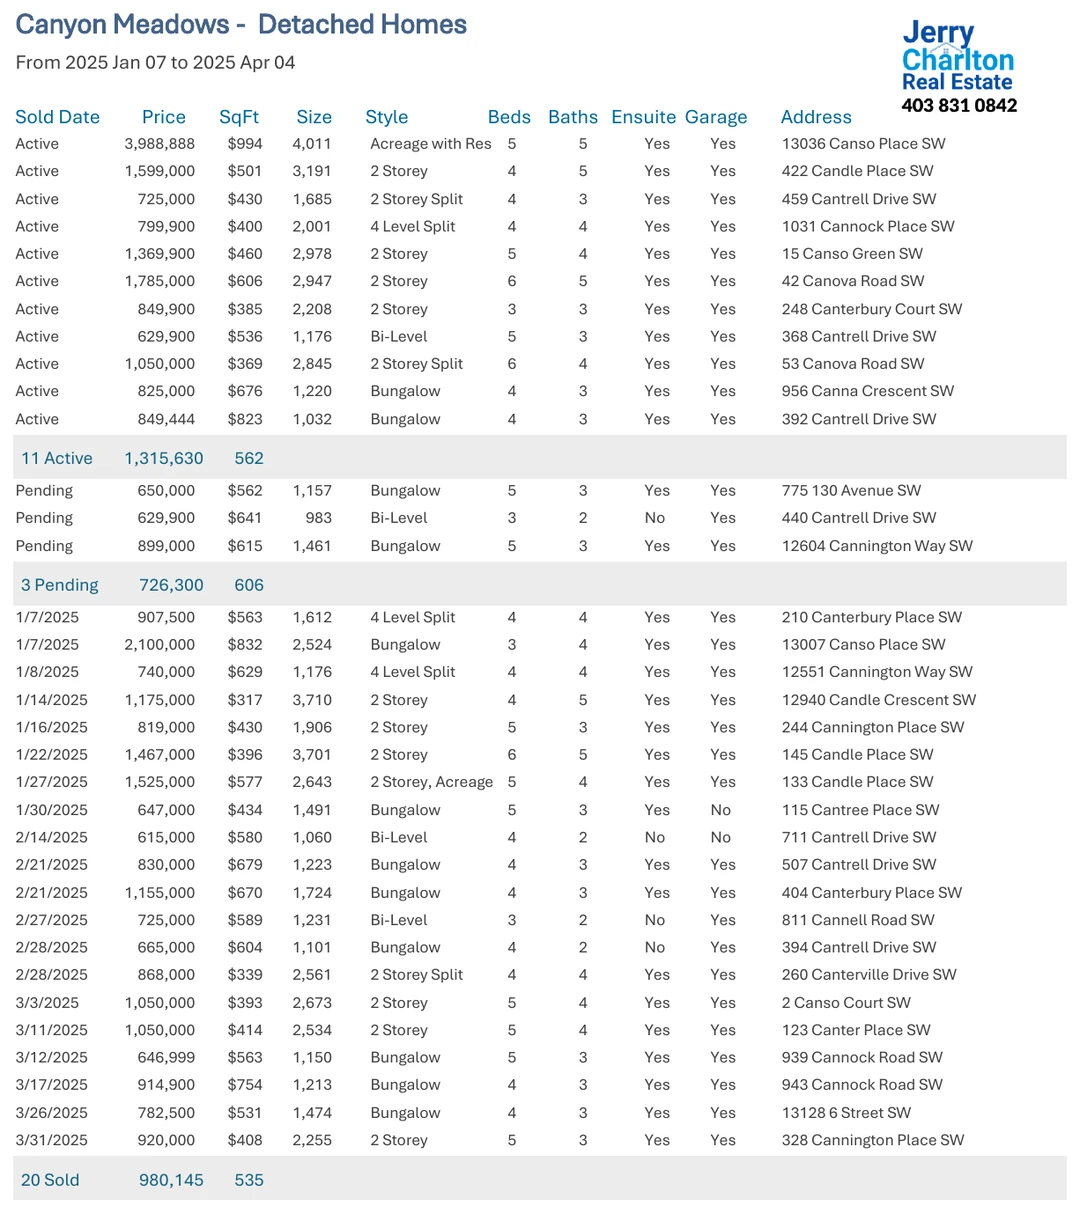 Canyon Meadows - Detached Homes
From 2025 Jan 07 to 2025 Apr 04
Jerry
Charlton
Real Estate
403 831 0842
Sold Date Price SqFt Size Style Beds Baths Ensuite Garage Address
Active 3,988,888 $994 4,011 Acreage with Res 5 5 Yes Yes 13036 Canso Place SW
Active 1,599,000 $501 3,191 2 Storey 4 5 Yes Yes 422 Candle Place SW
Active 725,000 $430 1,685 2 Storey Split 4 3 Yes Yes 459 Cantrell Drive SW
Active 799,900 $400 2,001 4 Level Split 4 4 Yes Yes 1031 Cannock Place SW
Active 1,369,900 $460 2,978 2 Storey 5 4 Yes Yes 15 Canso Green SW
Active 1,785,000 $606 2,947 2 Storey 6 5 Yes Yes 42 Canova Road SW
Active 849,900 $385 2,208 2 Storey 3 3 Yes Yes 248 Canterbury Court SW
Active 629,900 $536 1,176 Bi-Level 5 3 Yes Yes 368 Cantrell Drive SW
Active 1,050,000 $369 2,845 2 Storey Split 6 4 Yes Yes 53 Canova Road SW
Active 825,000 $676 1,220 Bungalow 4 3 Yes Yes 956 Canna Crescent SW
Active 849,444 $823 1,032 Bungalow 4 3 Yes Yes 392 Cantrell Drive SW
11 Active 1,315,630 562
Pending 650,000 $562 1,157 Bungalow 5 3 Yes Yes 775 130 Avenue SW
Pending 629,900 $641 983 Bi-Level 3 2 No Yes 440 Cantrell Drive SW
Pending 899,000 $615 1,461 Bungalow 5 3 Yes Yes 12604 Cannington Way SW
3 Pending 726,300 606
1/7/2025 907,500 $563 1,612 4 Level Split 4 4 Yes Yes 210 Canterbury Place SW
1/7/2025 2,100,000 $832 2,524 Bungalow 3 4 Yes Yes 13007 Canso Place SW
1/8/2025 740,000 $629 1,176 4 Level Split 4 4 Yes Yes 12551 Cannington Way SW
1/14/2025 1,175,000 $317 3,710 2 Storey 4 5 Yes Yes 12940 Candle Crescent SW
1/16/2025 819,000 $430 1,906 2 Storey 5 3 Yes Yes 244 Cannington Place SW
1/22/2025 1,467,000 $396 3,701 2 Storey 6 5 Yes Yes 145 Candle Place SW
1/27/2025 1,525,000 $577 2,643 2 Storey, Acreage 5 4 Yes Yes 133 Candle Place SW
1/30/2025 647,000 $434 1,491 Bungalow 5 3 Yes No 115 Cantree Place SW
2/14/2025 615,000 $580 1,060 Bi-Level 4 2 No No 711 Cantrell Drive SW
2/21/2025 830,000 $679 1,223 Bungalow 4 3 Yes Yes 507 Cantrell Drive SW
2/21/2025 1,155,000 $670 1,724 Bungalow 4 3 Yes Yes 404 Canterbury Place SW
2/27/2025 725,000 $589 1,231 Bi-Level 3 2 No Yes 811 Cannell Road SW
2/28/2025 665,000 $604 1,101 Bungalow 4 2 No Yes 394 Cantrell Drive SW
2/28/2025 868,000 $339 2,561 2 Storey Split 4 4 Yes Yes 260 Canterville Drive SW
3/3/2025 1,050,000 $393 2,673 2 Storey 5 4 Yes Yes 2 Canso Court SW
3/11/2025 1,050,000 $414 2,534 2 Storey 5 4 Yes Yes 123 Canter Place SW
3/12/2025 646,999 $563 1,150 Bungalow 5 3 Yes Yes 939 Cannock Road SW
3/17/2025 914,900 $754 1,213 Bungalow 4 3 Yes Yes 943 Cannock Road SW
3/26/2025 782,500 $531 1,474 Bungalow 4 3 Yes Yes 13128 6 Street SW
3/31/2025 920,000 $408 2,255 2 Storey 5 3 Yes Yes 328 Cannington Place SW
20 Sold 980,145 535